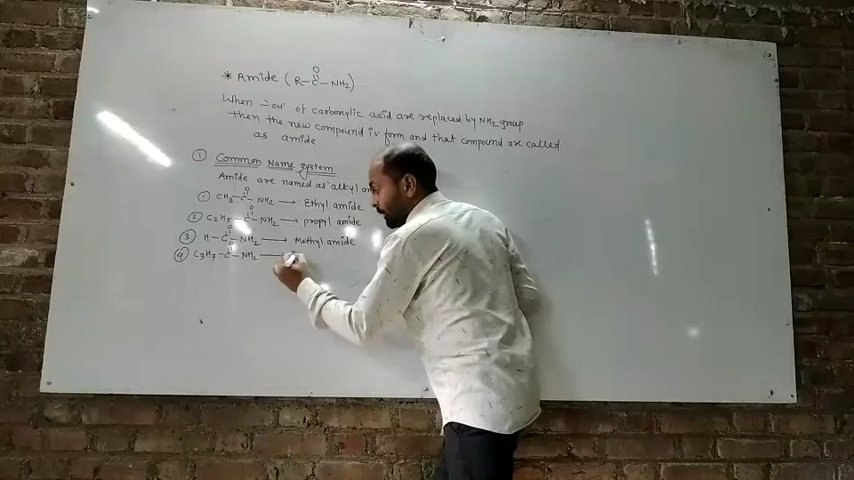 * Amide ( R-C-NH2 )
O
When -OH of carboxylic acid are replaced by NH2 group
then the new compound is form and that compound are called
as amide
① Common Name system
Amide are named as alkyl am
① CH3-C-NH2 → Ethyl amide
O
② C2H5-C-NH2 → propyl amide
O
③ H-C-NH2 → Methyl amide
O
④ C3H7-C-NH2
O